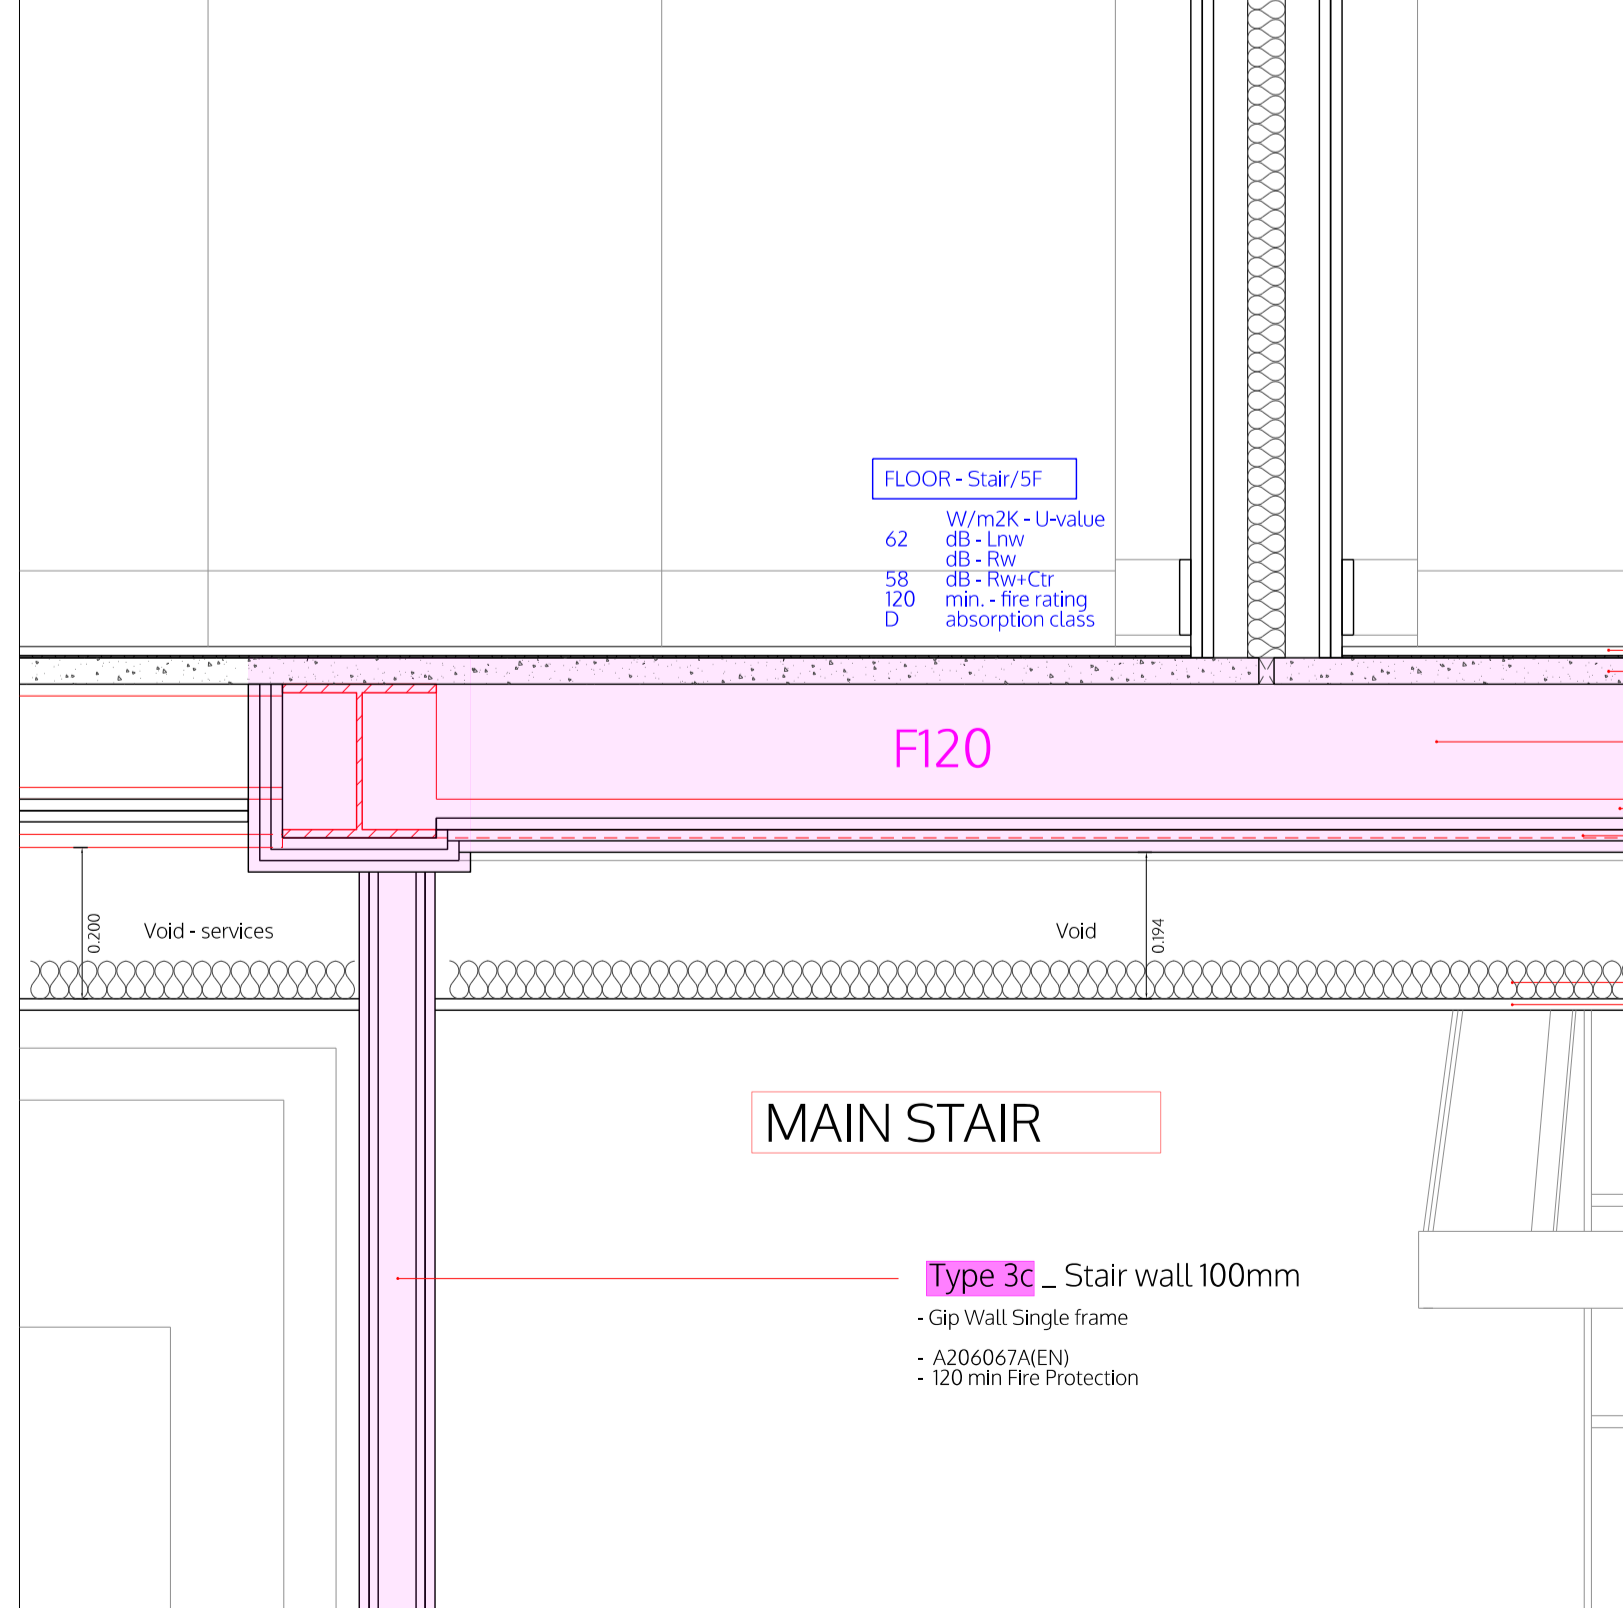 FLOOR - Stair/5F
W/m2K - U-value
62 dB - Lnw
dB - Rw
58 dB - Rw+Ctr
120 min. - fire rating
D absorption class
F120
0.200
Void - services
Void
0.194
MAIN STAIR
Type 3c _ Stair wall 100mm
- Gip Wall Single frame
- A206067A(EN)
- 120 min Fire Protection